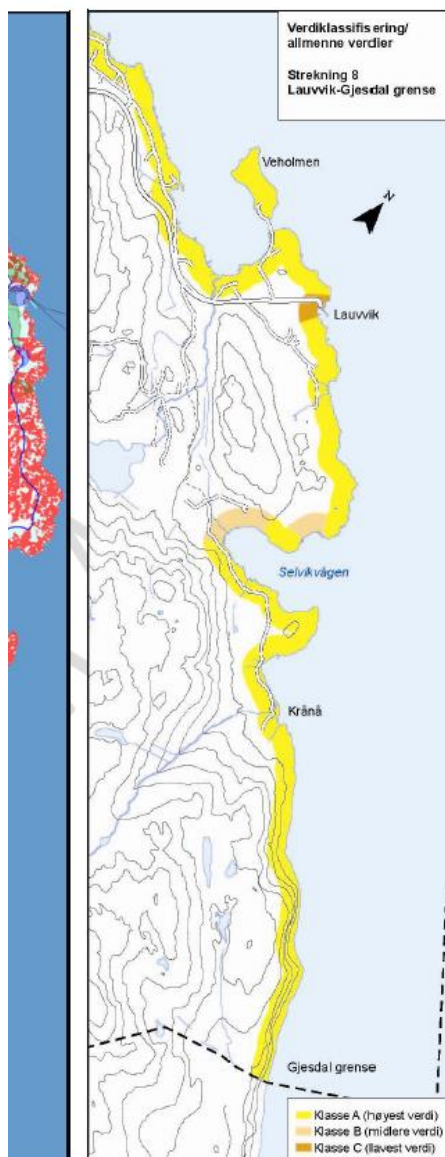 Verdiklassifisering/
allmenne verdier
Strekning 8
Lauvvik-Gjesdal grense
Veholmen
N
Lauvvik
Selvikvågen
Krånå
Gjesdal grense
Klasse A (høyest verdi)
Klasse B (midlere verdi)
Klasse C (lavest verdi)